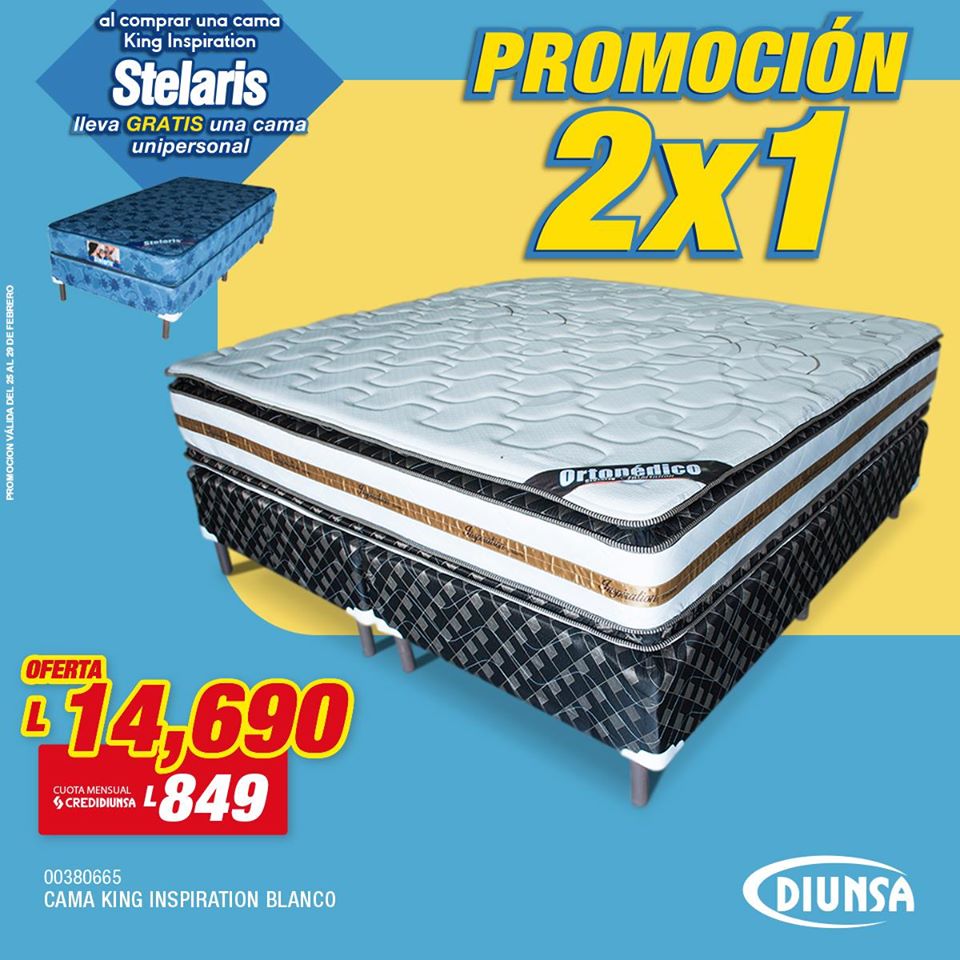 al comprar una cama
King Inspiration
Stelaris
lleva GRATIS una cama
unipersonal
PROMOCIÓN
2x1
Stelaris
PROMOCION VÁLIDA DEL 25 AL 29 DE FEBRERO
Ortopédico
Inspiration
Inspiration
Inspiration
OFERTA
L 14,690
CUOTA MENSUAL
CREDIDIUNSA
L 849
00380665
CAMA KING INSPIRATION BLANCO
DIUNSA